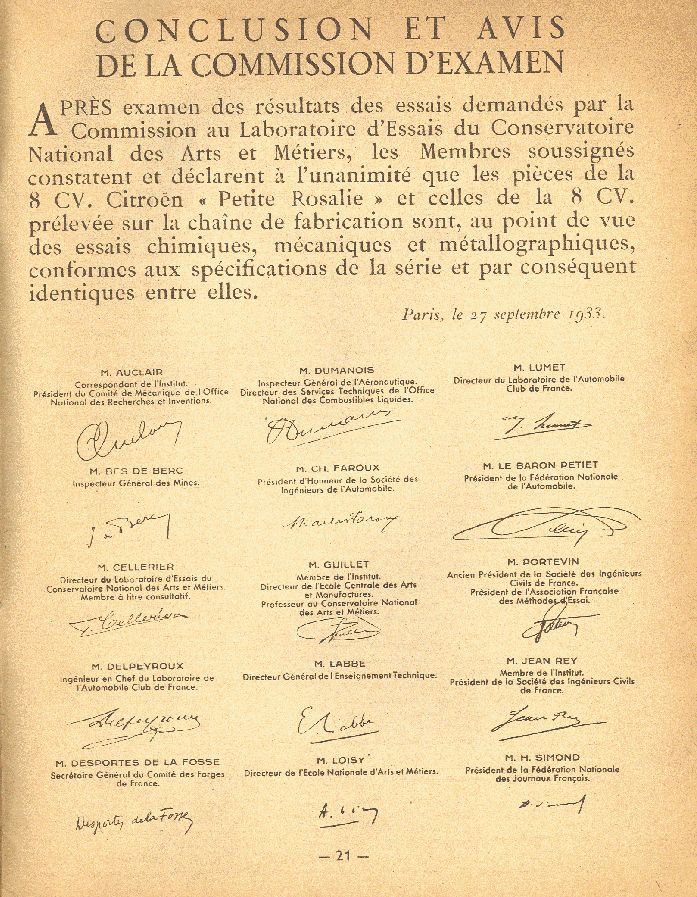 CONCLUSION ET AVIS
DE LA COMMISSION D'EXAMEN
APRÈS examen des résultats des essais demandés par la
Commission au Laboratoire d'Essais du Conservatoire
National des Arts et Métiers, les Membres soussignés
constatent et déclarent à l'unanimité que les pièces de la
8 CV. Citroën « Petite Rosalie » et celles de la 8 CV.
prélevée sur la chaîne de fabrication sont, au point de vue
des essais chimiques, mécaniques et métallographiques,
conformes aux spécifications de la série et par conséquent
identiques entre elles.
Paris, le 27 septembre 1933.
M. AUCLAIR
Correspondant de l'Institut.
Président du Comité de Mécanique de l'Office
National des Recherches et Inventions.
M. DUMANOIS
Inspecteur Général de l'Aéronautique.
Directeur des Services Techniques de l'Office
National des Combustibles Liquides.
M. LUMET
Directeur du Laboratoire de l'Automobile
Club de France.
M. BES DE BERC
Inspecteur Général des Mines.
M. CH. FAROUX
Président d'Honneur de la Société des
Ingénieurs de l'Automobile.
M. LE BARON PETIET
Président de la Fédération Nationale
de l'Automobile.
M. CELLERIER
Directeur du Laboratoire d'Essais du
Conservatoire National des Arts et Métiers
Membre à titre consultatif.
M. GUILLET
Membre de l'Institut.
Directeur de l'Ecole Centrale des Arts
et Manufactures.
Professeur au Conservatoire National
des Arts et Métiers.
M. PORTEVIN
Ancien Président de la Société des Ingénieurs
Civils de France.
Président de l'Association Française
des Méthodes d'Essai.
M. DELPEYROUX
Ingénieur en Chef du Laboratoire de
l'Automobile Club de France.
M. LABBE
Directeur Général de l'Enseignement Technique.
E Labbé
M. JEAN REY
Membre de l'Institut.
Président de la Société des Ingénieurs Civils
de France.
Jean Rey
M. DESPORTES DE LA FOSSE
Secrétaire Général du Comité des Forges
de France.
Desportes de la Fosse
M. LOISY
Directeur de l'Ecole Nationale d'Arts et Métiers.
M. H. SIMOND
Président de la Fédération Nationale
des Journaux Français.
— 21 —